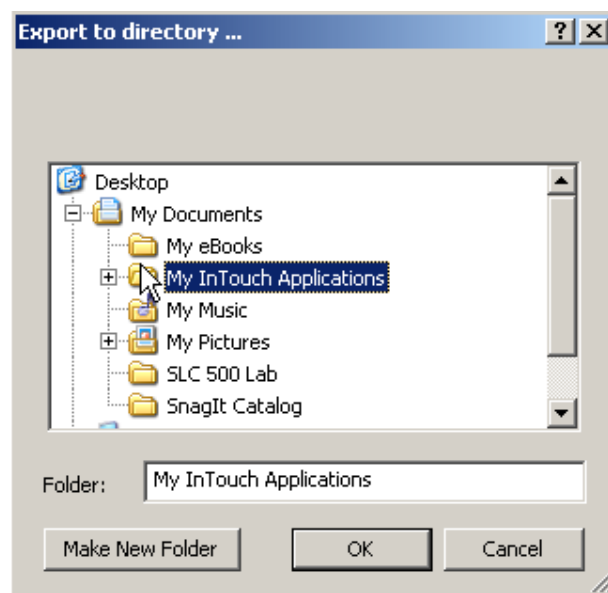 Export to directory ...
Desktop
My Documents
My eBooks
My InTouch Applications
My Music
My Pictures
SLC 500 Lab
SnagIt Catalog
Folder: My InTouch Applications
Make New Folder OK Cancel